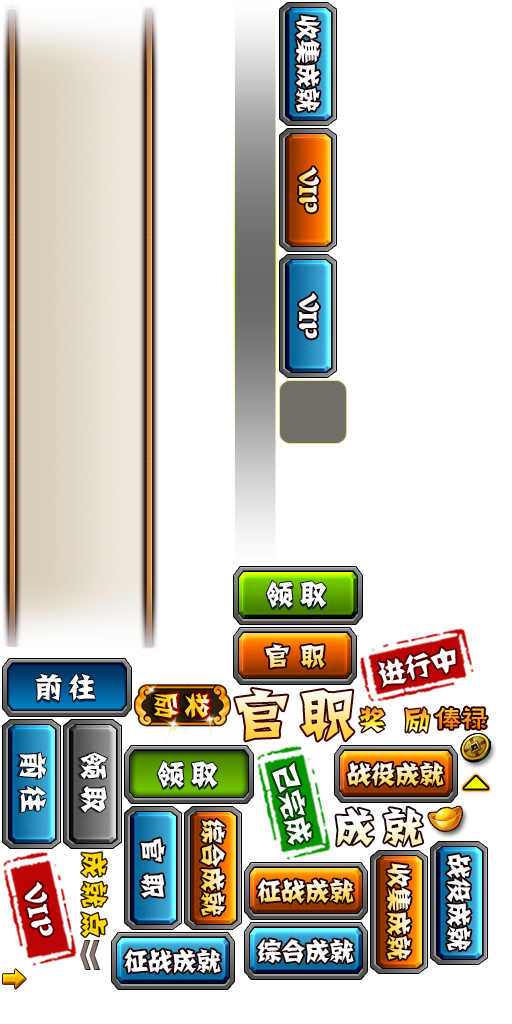 收集成就
VIP
VIP
领取
官职
进行中
前往
奖励
官职
奖励
俸禄
前往
领取
领取
已完成
战役成就
成就
官职
综合成就
成就点
VIP
征战成就
收集成就
战役成就
征战成就
综合成就